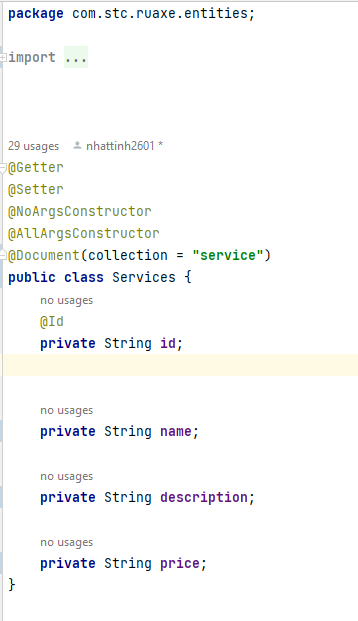 package com.stc.ruaxe.entities;
import ...
29 usages nhattinh2601 *
@Getter
@Setter
@NoArgsConstructor
@AllArgsConstructor
@Document(collection = "service")
public class Services {
no usages
@Id
private String id;
no usages
private String name;
no usages
private String description;
no usages
private String price;
}